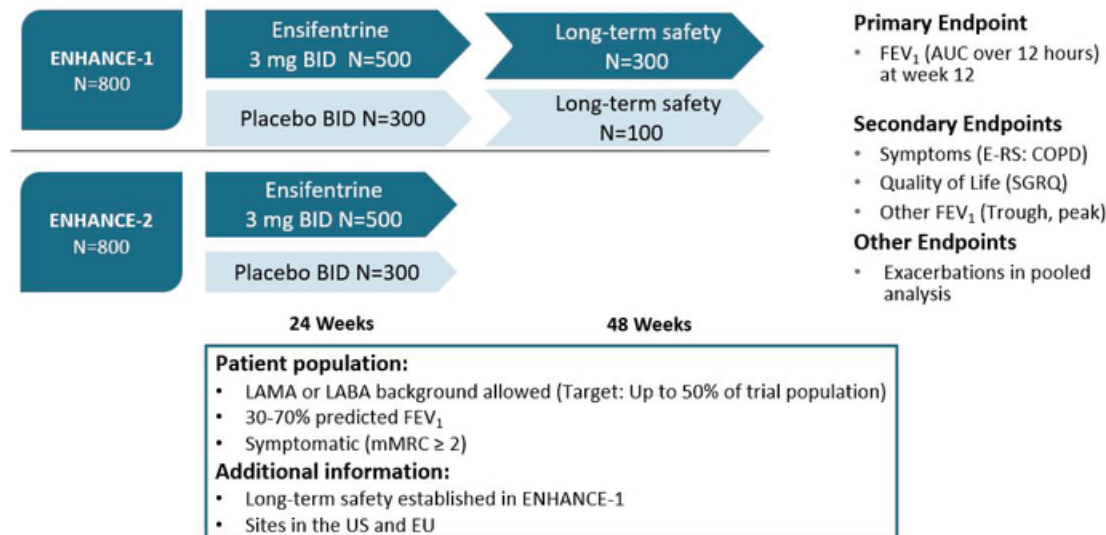 ENHANCE-1
N=800
Ensifentrine
3 mg BID  N=500
Long-term safety
N=300
Placebo BID N=300
Long-term safety
N=100
ENHANCE-2
N=800
Ensifentrine
3 mg BID N=500
Placebo BID N=300
24 Weeks
48 Weeks
Primary Endpoint
• FEV₁ (AUC over 12 hours)
at week 12
Secondary Endpoints
• Symptoms (E-RS: COPD)
• Quality of Life (SGRQ)
• Other FEV₁ (Trough, peak)
Other Endpoints
• Exacerbations in pooled
analysis
Patient population:
• LAMA or LABA background allowed (Target: Up to 50% of trial population)
• 30-70% predicted FEV₁
• Symptomatic (mMRC ≥ 2)
Additional information:
• Long-term safety established in ENHANCE-1
• Sites in the US and EU